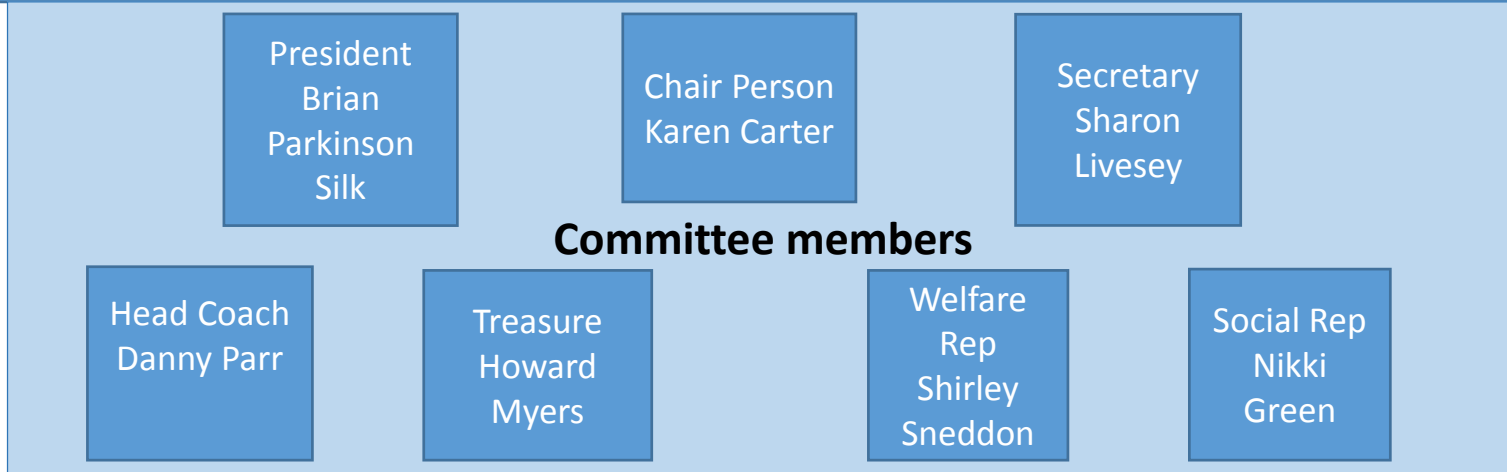 President
Brian
Parkinson
Silk
Chair Person
Karen Carter
Secretary
Sharon
Livesey
Committee members
Head Coach
Danny Parr
Treasure
Howard
Myers
Welfare
Rep
Shirley
Sneddon
Social Rep
Nikki
Green